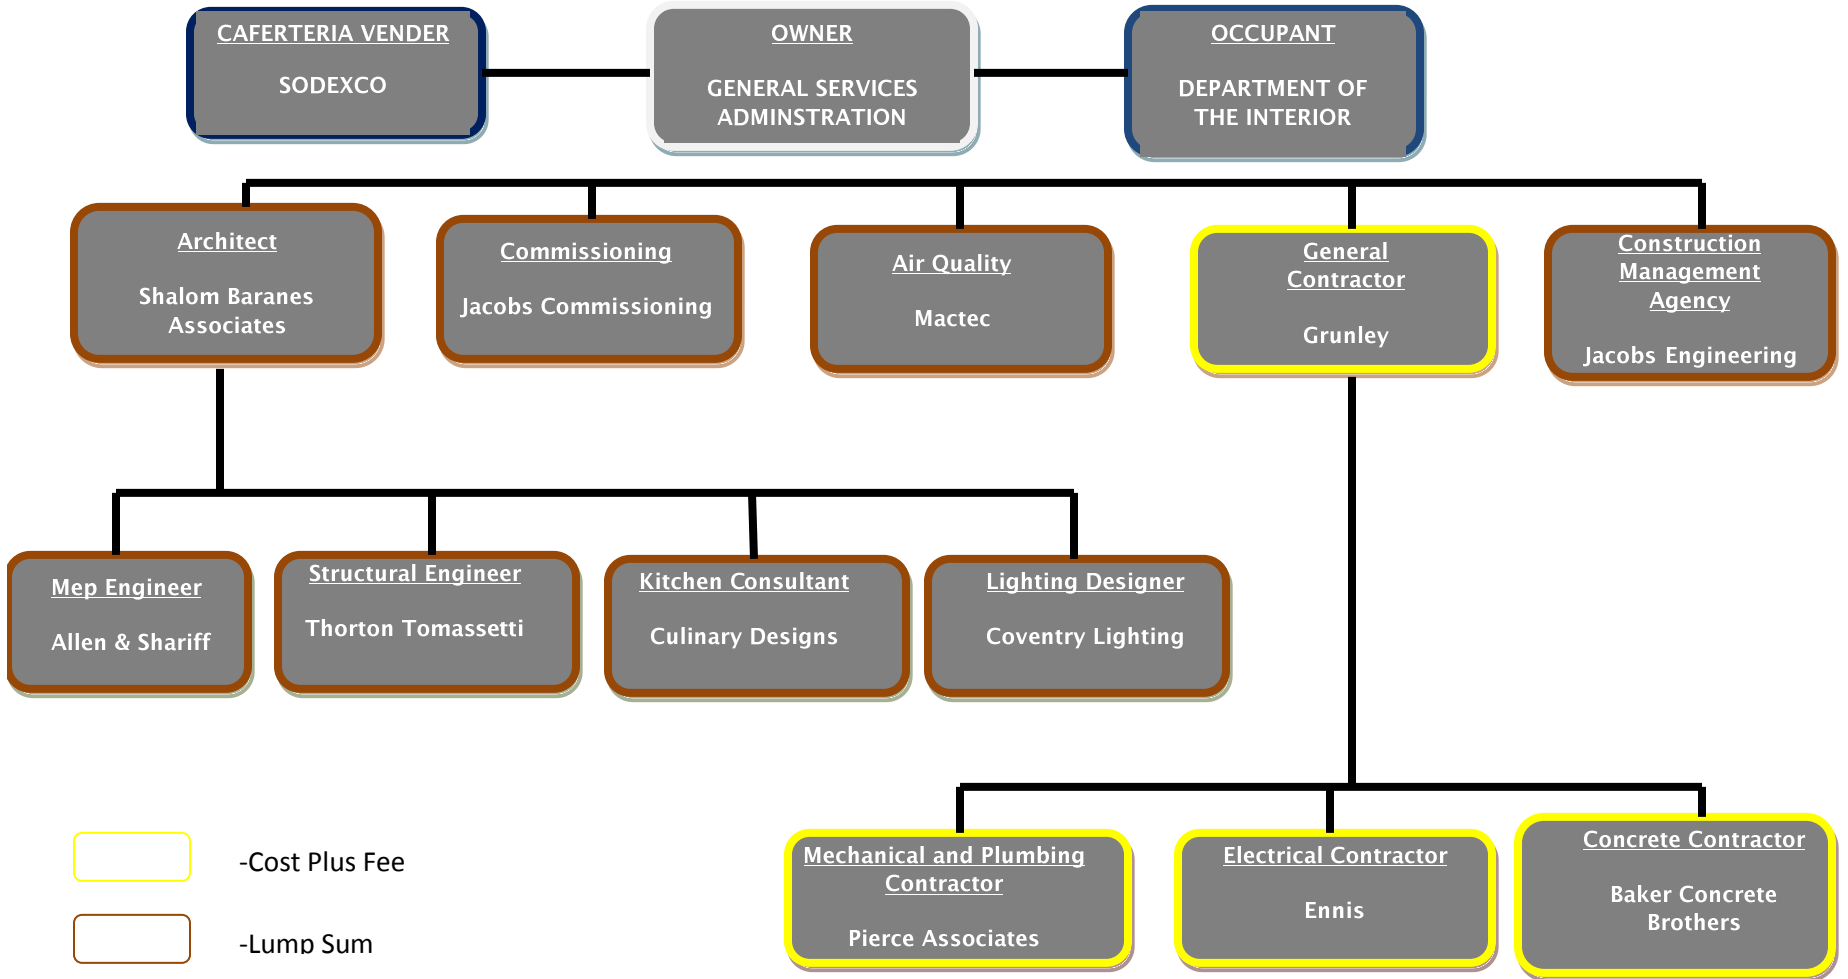 CAFERTERIA VENDER
SODEXCO
OWNER
GENERAL SERVICES
ADMINSTRATION
OCCUPANT
DEPARTMENT OF
THE INTERIOR
Architect
Shalom Baranes
Associates
Commissioning
Jacobs Commissioning
Air Quality
Mactec
General
Contractor
Grunley
Construction
Management
Agency
Jacobs Engineering
Mep Engineer
Allen & Shariff
Structural Engineer
Thorton Tomassetti
Kitchen Consultant
Culinary Designs
Lighting Designer
Coventry Lighting
Mechanical and Plumbing
Contractor
Pierce Associates
Electrical Contractor
Ennis
Concrete Contractor
Baker Concrete
Brothers
-Cost Plus Fee
-Lump Sum